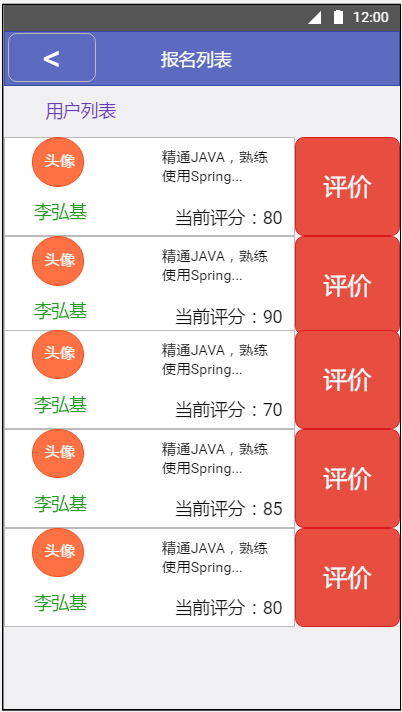 12:00
< 报名列表
用户列表
头像
精通JAVA，熟练
使用Spring...
评价
李弘基
当前评分：80
头像
精通JAVA，熟练
使用Spring...
评价
李弘基
当前评分：90
头像
精通JAVA，熟练
使用Spring...
评价
李弘基
当前评分：70
头像
精通JAVA，熟练
使用Spring...
评价
李弘基
当前评分：85
头像
精通JAVA，熟练
使用Spring...
评价
李弘基
当前评分：80